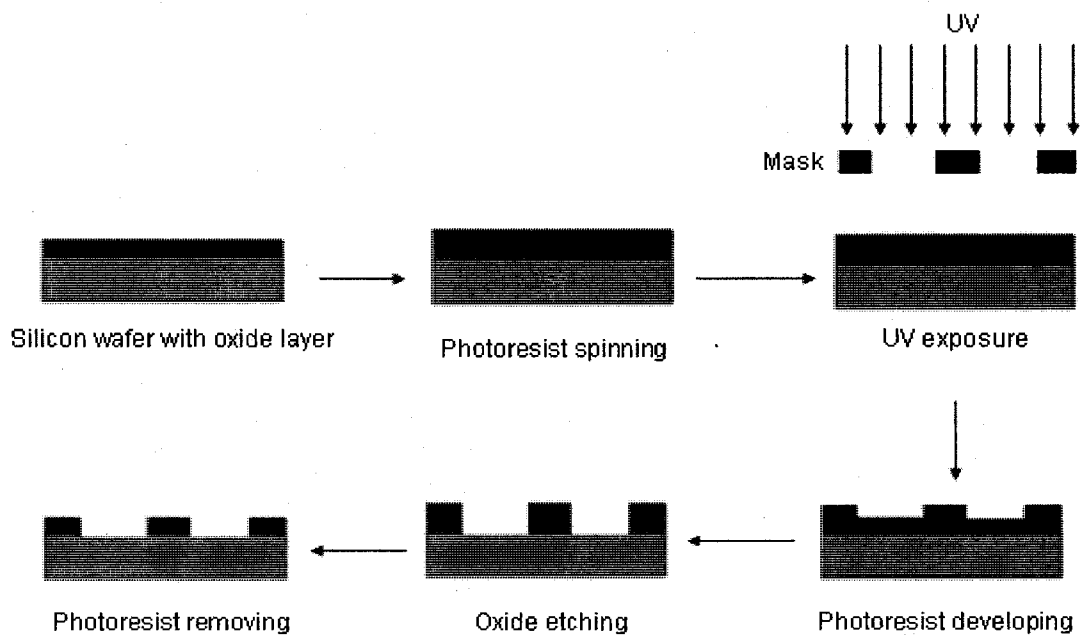 UV
Mask
Silicon wafer with oxide layer
Photoresist spinning
UV exposure
Photoresist removing
Oxide etching
Photoresist developing